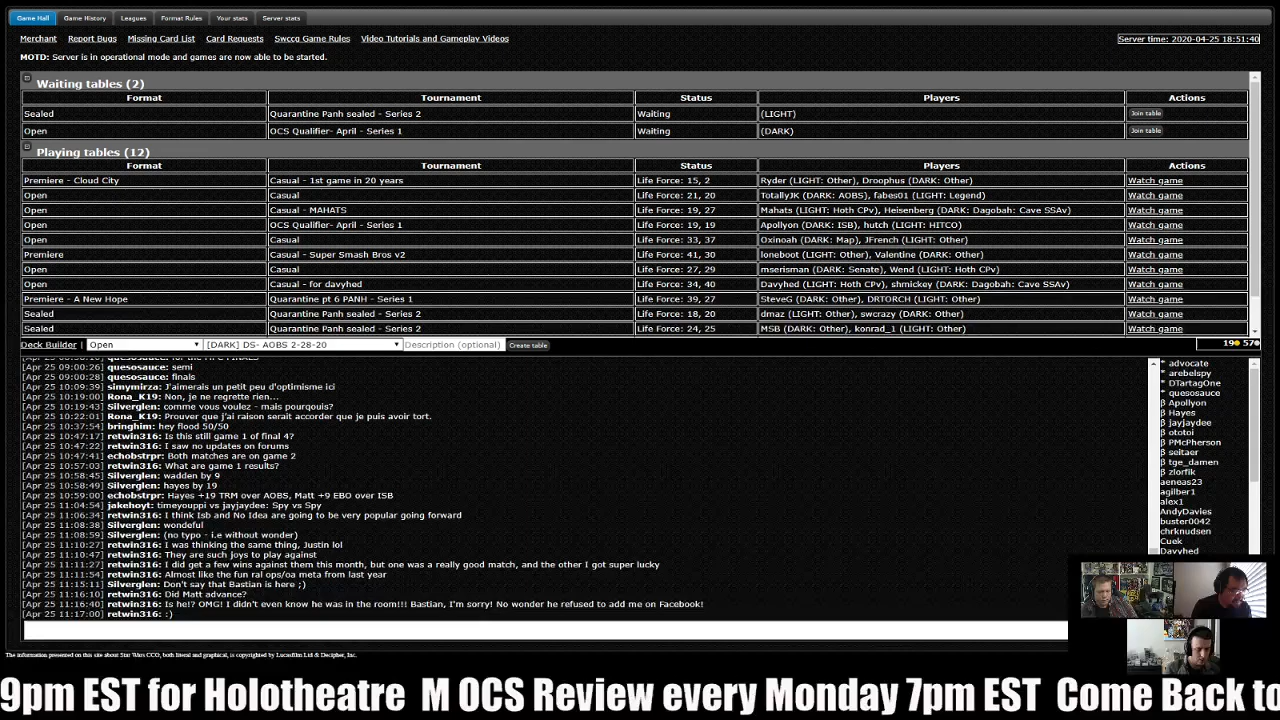 Game Hall Game History Leagues Format Rules Your stats Server stats
Merchant Report Bugs Missing Card List Card Requests Swccg Game Rules Video Tutorials and Gameplay Videos Server time: 2020-04-25 18:51:40
MOTD: Server is in operational mode and games are now able to be started.
Waiting tables (2)
Format Tournament Status Players Actions
Sealed Quarantine Panh sealed - Series 2 Waiting (LIGHT) Join table
Open OCS Qualifier- April - Series 1 Waiting (DARK) Join table
Playing tables (12)
Format Tournament Status Players Actions
Premiere - Cloud City Casual - 1st game in 20 years Life Force: 15, 2 Ryder (LIGHT: Other), Droophus (DARK: Other) Watch game
Open Casual Life Force: 21, 20 TotallyJK (DARK: AOBS), fabes01 (LIGHT: Legend) Watch game
Open Casual - MAHATS Life Force: 19, 27 Mahats (LIGHT: Hoth CPv), Heisenberg (DARK: Dagobah: Cave SSAv) Watch game
Open OCS Qualifier- April - Series 1 Life Force: 19, 19 Apollyon (DARK: ISB), hutch (LIGHT: HITCO) Watch game
Open Casual Life Force: 33, 37 Oxinoah (DARK: Map), JFrench (LIGHT: Other) Watch game
Premiere Casual - Super Smash Bros v2 Life Force: 41, 30 loneboot (LIGHT: Other), Valentine (DARK: Other) Watch game
Open Casual Life Force: 27, 29 mserisman (DARK: Senate), Wend (LIGHT: Hoth CPv) Watch game
Open Casual - for davyhed Life Force: 34, 40 Davyhed (LIGHT: Hoth CPv), shmickey (DARK: Dagobah: Cave SSAv) Watch game
Premiere - A New Hope Quarantine pt 6 PANH - Series 1 Life Force: 39, 27 SteveG (DARK: Other), DRTORCH (LIGHT: Other) Watch game
Sealed Quarantine Panh sealed - Series 2 Life Force: 18, 20 dmaz (LIGHT: Other), swcrazy (DARK: Other) Watch game
Sealed Quarantine Panh sealed - Series 2 Life Force: 24, 25 MSB (DARK: Other), konrad_1 (LIGHT: Other) Watch game
Deck Builder | Open [DARK] DS- AOBS 2-28-20 Description (optional) Create table 19 57
[Apr 25 09:00:26] quesosauce: semi
[Apr 25 09:00:28] quesosauce: finals
[Apr 25 10:09:39] simymirza: J'aimerais un petit peu d'optimisme ici
[Apr 25 10:19:00] Rona_K19: Non, je ne regrette rien...
[Apr 25 10:19:43] Silverglen: comme vous voulez - mais pourqouis?
[Apr 25 10:22:01] Rona_K19: Prouver que j'ai raison serait accorder que je puis avoir tort.
[Apr 25 10:37:54] bringhim: hey flood 50/50
[Apr 25 10:47:17] retwin316: Is this still game 1 of final 4?
[Apr 25 10:47:22] retwin316: I saw no updates on forums
[Apr 25 10:47:41] echobstrpr: Both matches are on game 2
[Apr 25 10:57:03] retwin316: What are game 1 results?
[Apr 25 10:58:45] Silverglen: wadden by 9
[Apr 25 10:58:49] Silverglen: hayes by 19
[Apr 25 10:59:00] echobstrpr: Hayes +19 TRM over AOBS, Matt +9 EBO over ISB
[Apr 25 11:04:54] jakehoyt: timeyouppi vs jayjaydee: Spy vs Spy
[Apr 25 11:06:34] retwin316: I think Isb and No Idea are going to be very popular going forward
[Apr 25 11:08:38] Silverglen: wondeful
[Apr 25 11:08:59] Silverglen: (no typo - i.e without wonder)
[Apr 25 11:10:27] retwin316: I was thinking the same thing, Justin lol
[Apr 25 11:10:47] retwin316: They are such joys to play against
[Apr 25 11:11:27] retwin316: I did get a few wins against them this month, but one was a really good match, and the other I got super lucky
[Apr 25 11:11:54] retwin316: Almost like the fun ral ops/oa meta from last year
[Apr 25 11:15:11] Silverglen: Don't say that Bastian is here ;)
[Apr 25 11:16:10] retwin316: Did Matt advance?
[Apr 25 11:16:40] retwin316: Is he!? OMG! I didn't even know he was in the room!!! Bastian, I'm sorry! No wonder he refused to add me on Facebook!
[Apr 25 11:17:00] retwin316: :)
* advocate
* arebelspy
* DTartagOne
* quesosauce
β Apollyon
β Hayes
β jayjaydee
β ototoi
β PMcPherson
β seitaer
β tge_damen
β zlorfik
aeneas23
agilber1
alex1
AndyDavies
buster0042
chrknudsen
Cuek
Davyhed
The information presented on this site about Star Wars CCG, both literal and graphical, is copyrighted by Lucasfilm Ltd & Decipher, Inc.
9pm EST for Holotheatre M OCS Review every Monday 7pm EST Come Back to